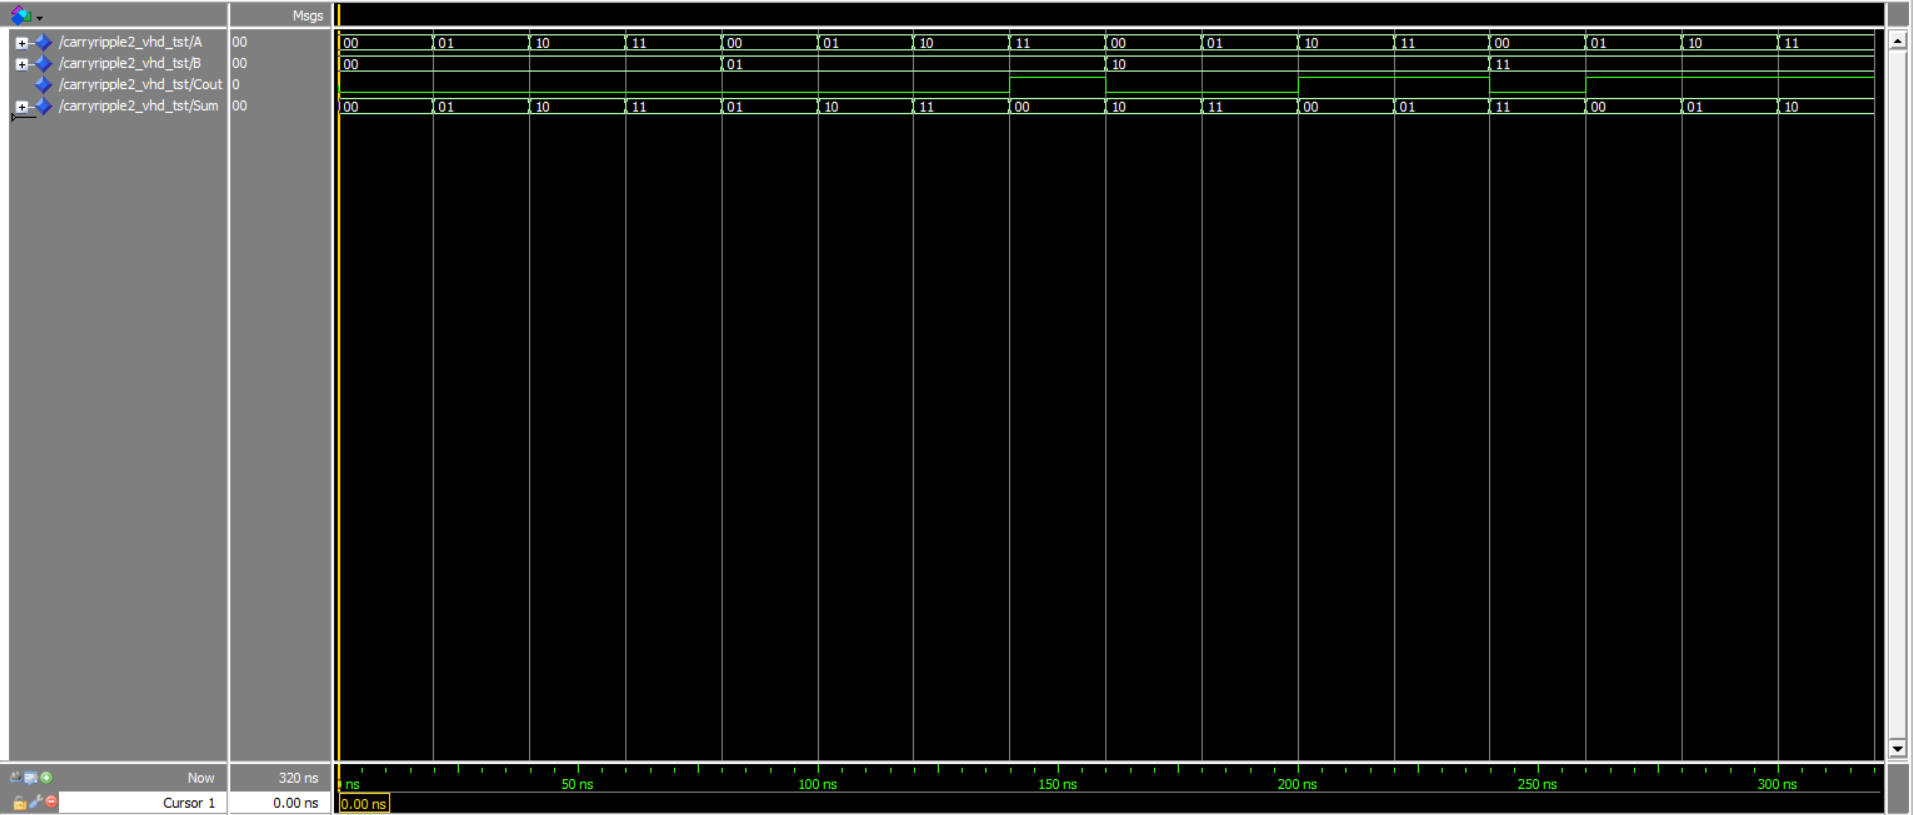 Msgs
/carryripple2_vhd_tst/A 00 00 01 10 11 00 01 10 11 00 01 10 11 00 01 10 11
/carryripple2_vhd_tst/B 00 00 01 10 11
/carryripple2_vhd_tst/Cout 0
/carryripple2_vhd_tst/Sum 00 00 01 10 11 01 10 11 00 10 11 00 01 11 00 01 10
Now 320 ns ns 50 ns 100 ns 150 ns 200 ns 250 ns 300 ns
Cursor 1 0.00 ns 0.00 ns